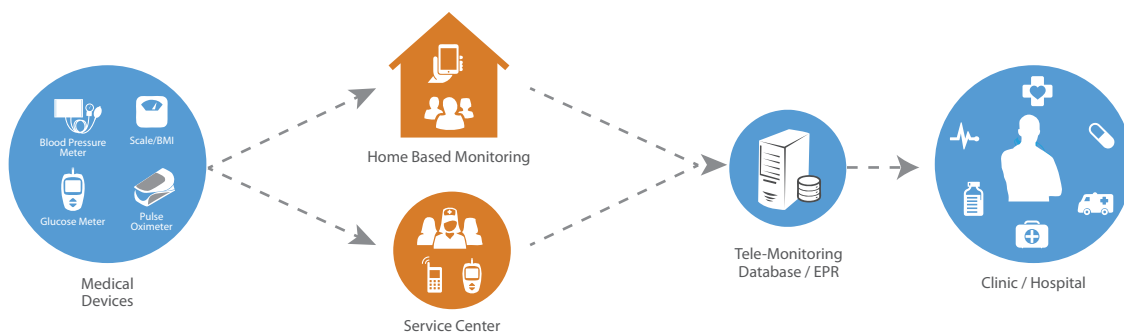 Blood Pressure
Meter
Scale/BMI
Glucose Meter
Pulse
Oximeter
Medical
Devices
Home Based Monitoring
Service Center
Tele-Monitoring
Database / EPR
Clinic / Hospital